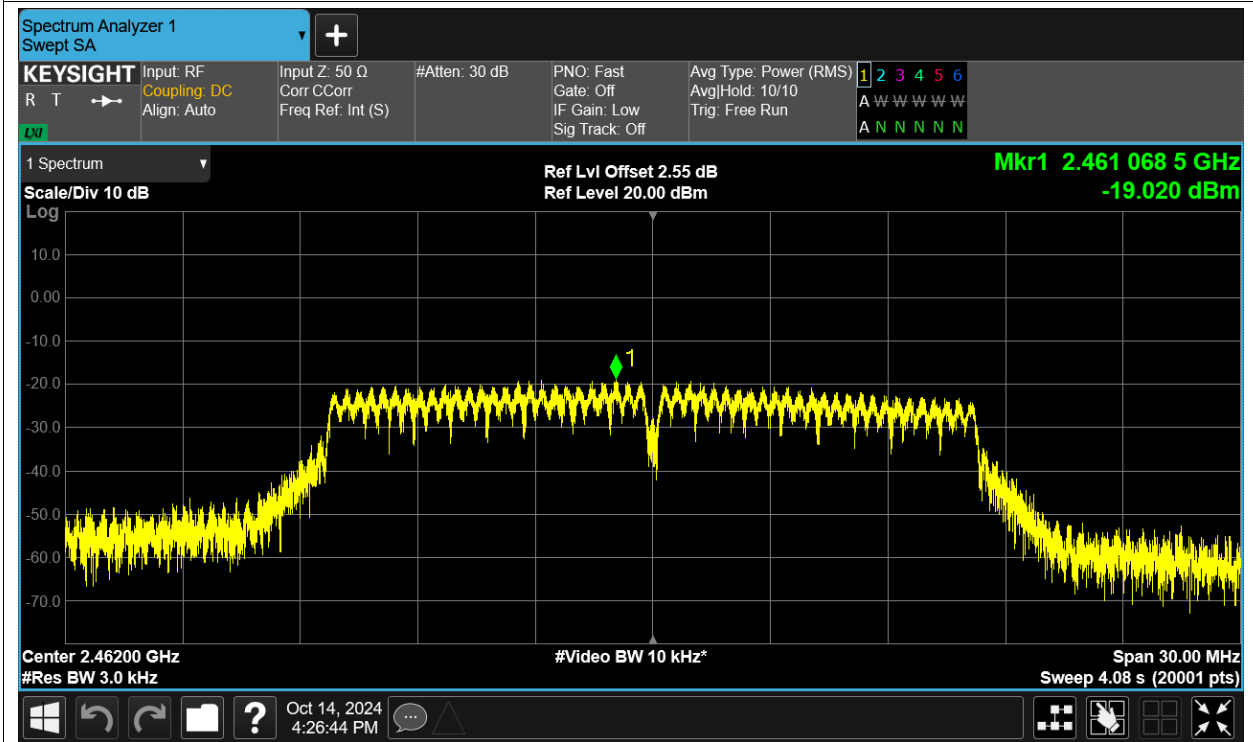 Spectrum Analyzer 1
Swept SA
KEYSIGHT Input: RF Input Z: 50 Ω #Atten: 30 dB PNO: Fast Avg Type: Power (RMS) 1 2 3 4 5 6
R T Coupling: DC Corr CCorr Gate: Off Avg|Hold: 10/10 A W W W W W
Align: Auto Freq Ref: Int (S) IF Gain: Low Trig: Free Run
LXI Sig Track: Off A N N N N N
1 Spectrum Ref Lvl Offset 2.55 dB Mkr1 2.461 068 5 GHz
Scale/Div 10 dB Ref Level 20.00 dBm -19.020 dBm
Log
10.0
0.00
-10.0
1
-20.0
-30.0
-40.0
-50.0
-60.0
-70.0
Center 2.46200 GHz #Video BW 10 kHz* Span 30.00 MHz
#Res BW 3.0 kHz Sweep 4.08 s (20001 pts)
? Oct 14, 2024
4:26:44 PM